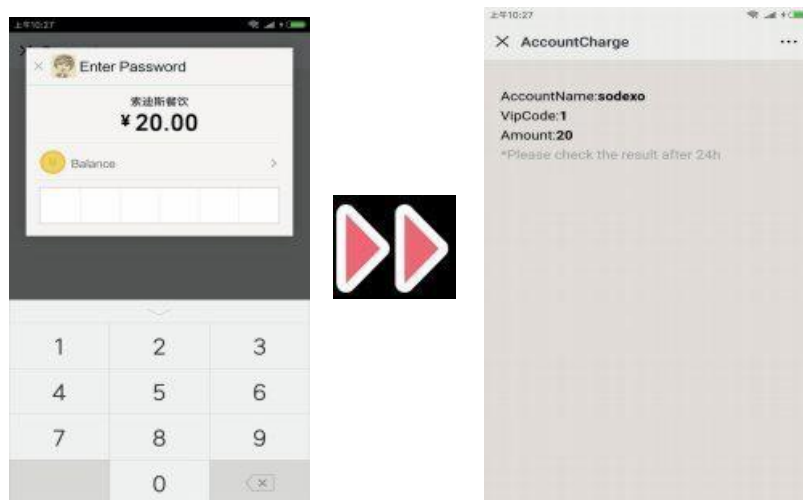 上午10:27
× Enter Password
索迪斯餐饮
¥20.00
Balance >
1 2 3
4 5 6
7 8 9
0
上午10:27
× AccountCharge ...
AccountName:sodexo
VipCode:1
Amount:20
*Please check the result after 24h